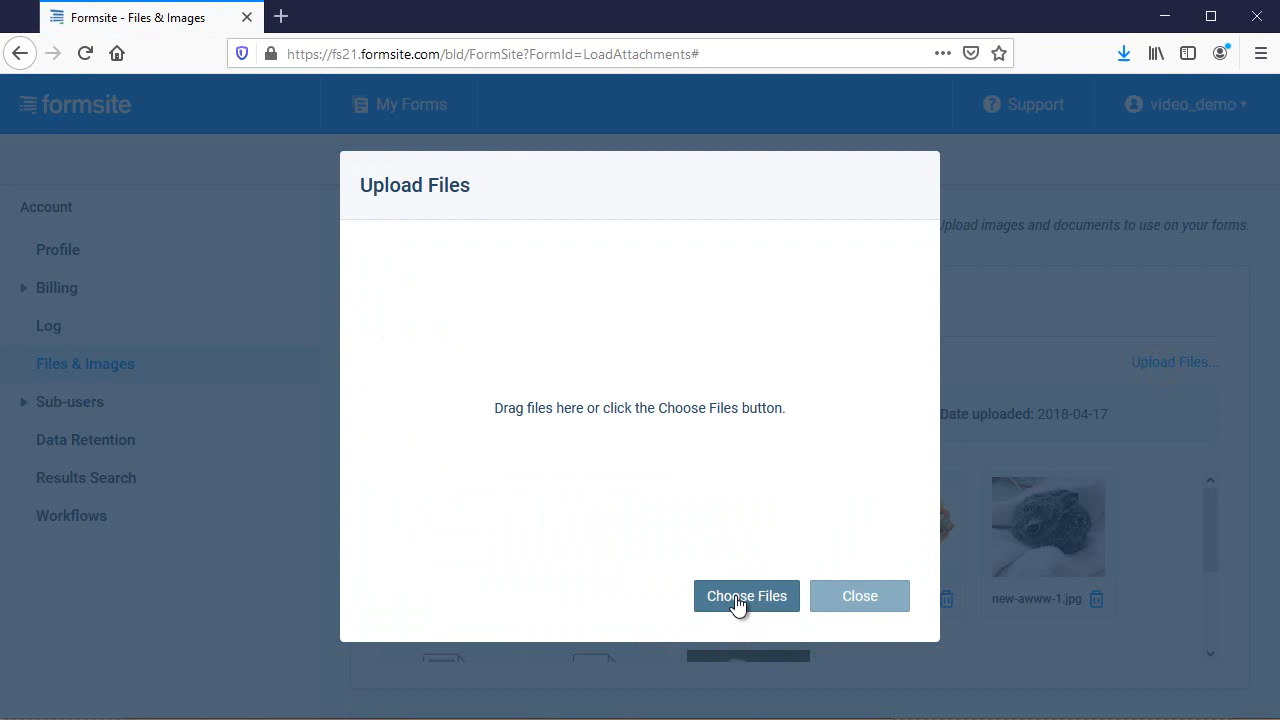 Formsite - Files & Images
https://fs21.formsite.com/bld/FormSite?FormId=LoadAttachments#
formsite
My Forms
Support
video_demo
Upload Files
Account
Profile
Billing
Log
Files & Images
Sub-users
Data Retention
Results Search
Workflows
Upload images and documents to use on your forms.
Upload Files...
Drag files here or click the Choose Files button.
Date uploaded: 2018-04-17
Choose Files
Close
new-awww-1.jpg